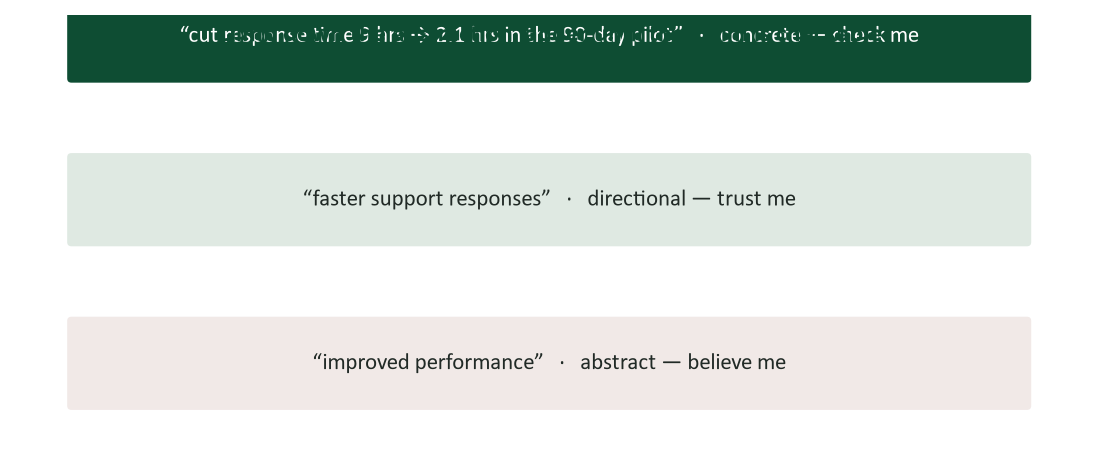 “cut response time 9 hrs → 2.1 hrs in the 90-day pilot” · concrete — check me
“faster support responses” · directional — trust me
“improved performance” · abstract — believe me